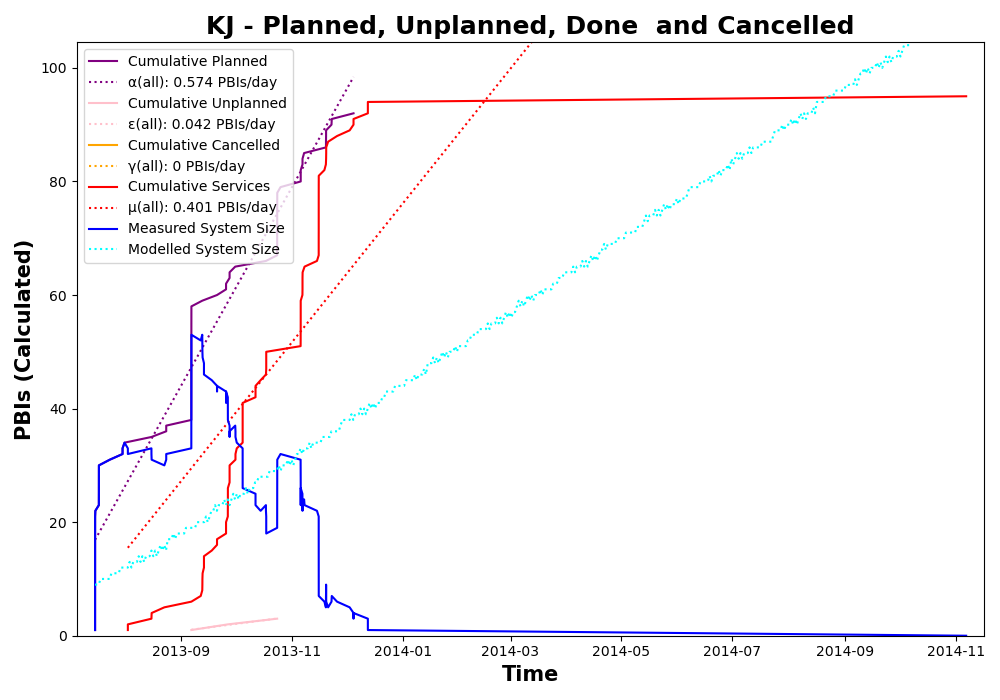 KJ - Planned, Unplanned, Done  and Cancelled
Cumulative Planned
α(all): 0.574 PBIs/day
Cumulative Unplanned
ε(all): 0.042 PBIs/day
Cumulative Cancelled
γ(all): 0 PBIs/day
Cumulative Services
μ(all): 0.401 PBIs/day
Measured System Size
Modelled System Size
PBIs (Calculated)
100
80
60
40
20
0
2013-09 2013-11 2014-01 2014-03 2014-05 2014-07 2014-09 2014-11
Time